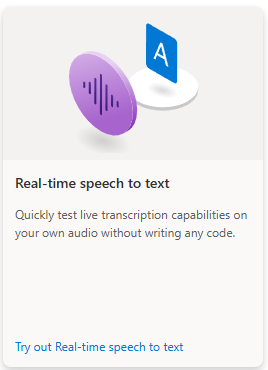 A
Real-time speech to text
Quickly test live transcription capabilities on
your own audio without writing any code.
Try out Real-time speech to text